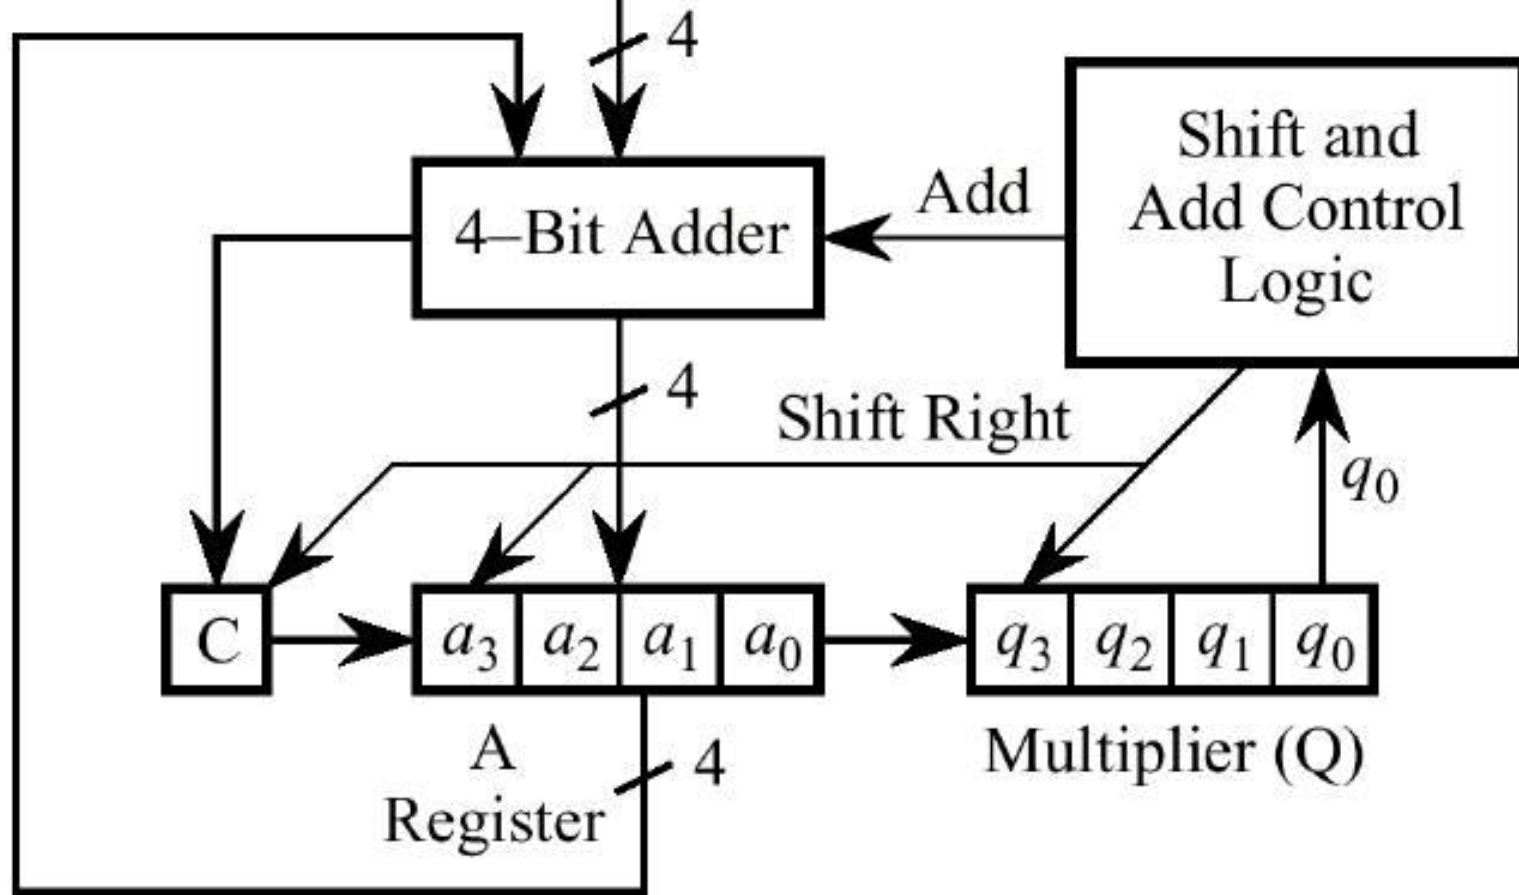 4
Shift and
Add Control
Logic
Add
4–Bit Adder
4
Shift Right
q₀
C
a₃ a₂ a₁ a₀
q₃ q₂ q₁ q₀
A
Register
4
Multiplier (Q)